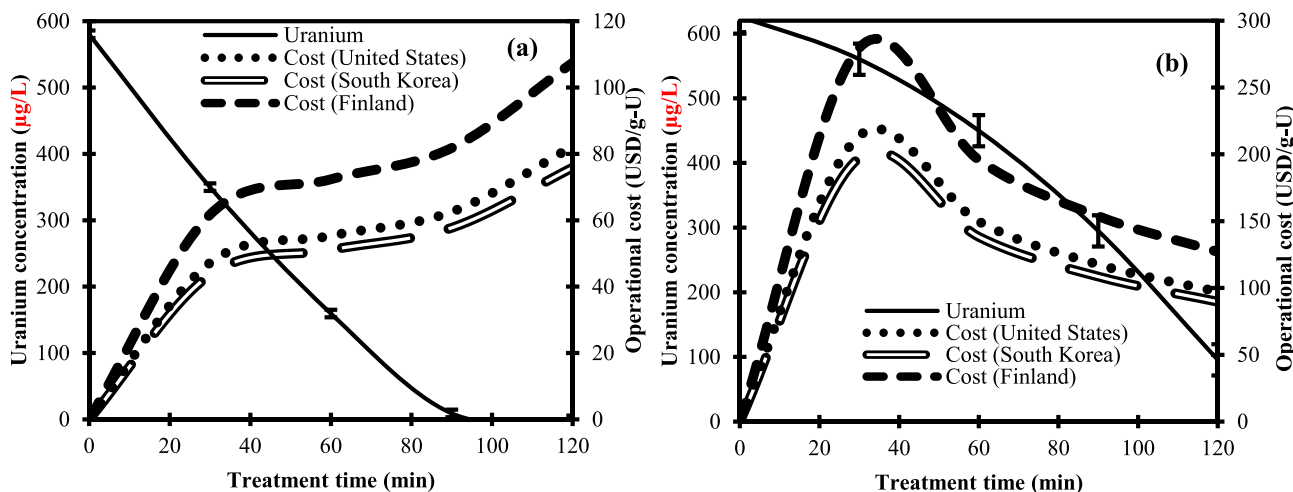 (a)
Uranium
Cost (United States)
Cost (South Korea)
Cost (Finland)
600
500
400
300
200
100
0
120
100
80
60
40
20
0
0 20 40 60 80 100 120
Uranium concentration (µg/L)
Operational cost (USD/g-U)
Treatment time (min)
(b)
Uranium
Cost (United States)
Cost (South Korea)
Cost (Finland)
600
500
400
300
200
100
0
300
250
200
150
100
50
0
0 20 40 60 80 100 120
Uranium concentration (µg/L)
Operational cost (USD/g-U)
Treatment time (min)